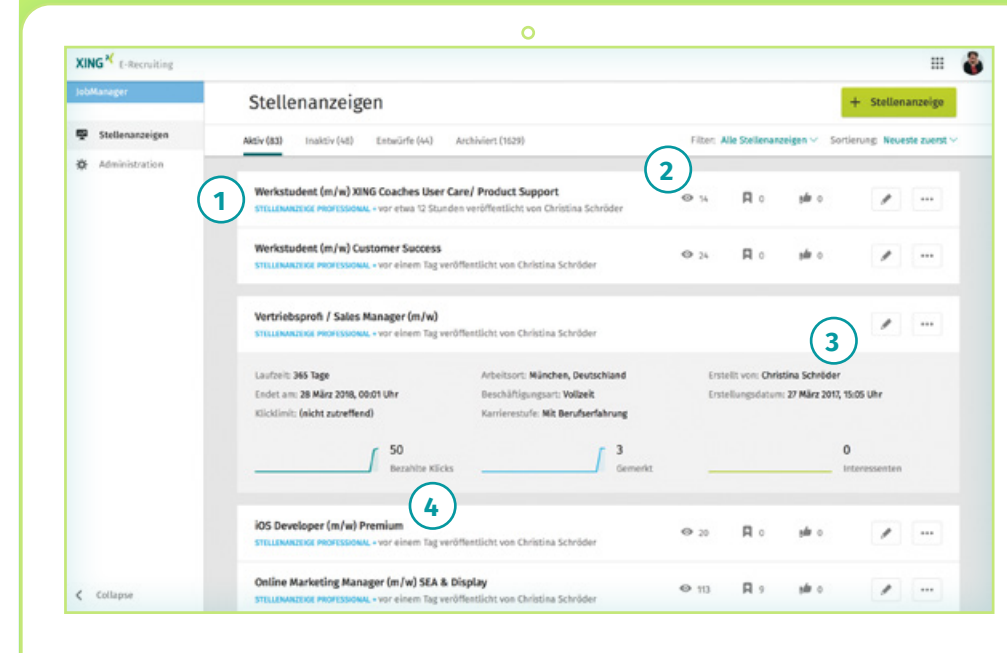 XING E-Recruiting
JobManager
Stellenanzeigen
+ Stellenanzeige
Stellenanzeigen
Administration
Aktiv (83) Inaktiv (48) Entwürfe (44) Archiviert (1629)
Filter: Alle Stellenanzeigen Sortierung: Neueste zuerst
1
2
Werkstudent (m/w) XING Coaches User Care/ Product Support
STELLENANZEIGE PROFESSIONAL • vor etwa 12 Stunden veröffentlicht von Christina Schröder
14 0 0
Werkstudent (m/w) Customer Success
STELLENANZEIGE PROFESSIONAL • vor einem Tag veröffentlicht von Christina Schröder
24 0 0
Vertriebsprofi / Sales Manager (m/w)
STELLENANZEIGE PROFESSIONAL • vor einem Tag veröffentlicht von Christina Schröder
3
Laufzeit: 365 Tage Arbeitsort: München, Deutschland Erstellt von: Christina Schröder
Endet am: 28 März 2018, 00:01 Uhr Beschäftigungsart: Vollzeit Erstellungsdatum: 27 März 2017, 15:05 Uhr
Klicklimit: (nicht zutreffend) Karrierestufe: Mit Berufserfahrung
50 3 0
Bezahlte Klicks Gemerkt Interessenten
4
iOS Developer (m/w) Premium
STELLENANZEIGE PROFESSIONAL • vor einem Tag veröffentlicht von Christina Schröder
20 0 0
Online Marketing Manager (m/w) SEA & Display
STELLENANZEIGE PROFESSIONAL • vor einem Tag veröffentlicht von Christina Schröder
113 9 0
Collapse